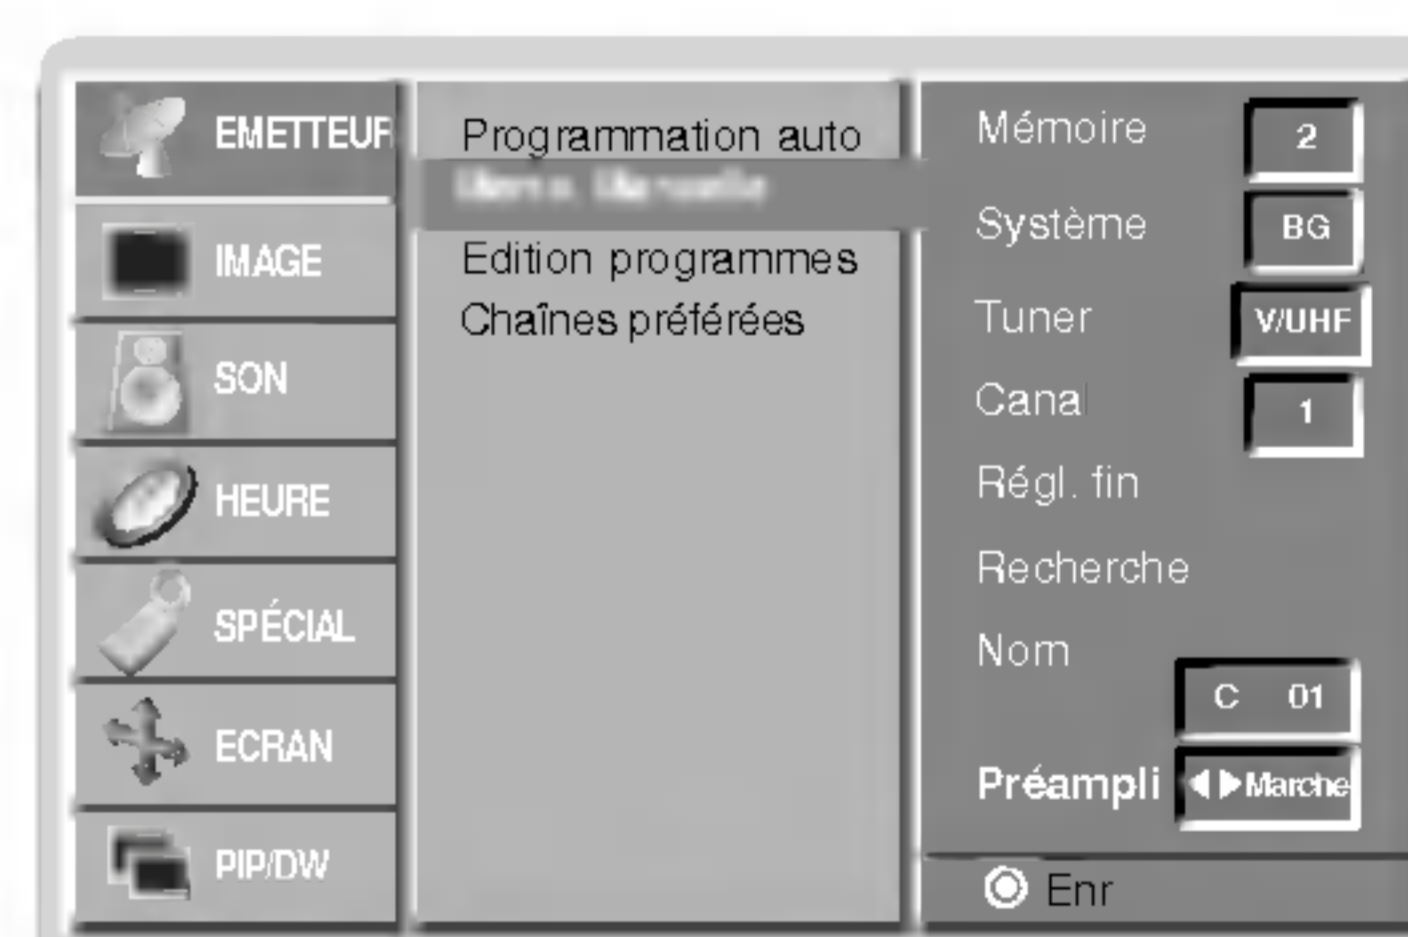 EMETTEUR
IMAGE
SON
HEURE
SPÉCIAL
ECRAN
PIP/DW
Programmation auto
Edition programmes
Chaînes préférées
Mémoire 2
Système BG
Tuner V/UHF
Canal 1
Régl. fin
Recherche
Nom
C 01
Préampli ◀▶Marche
Enr